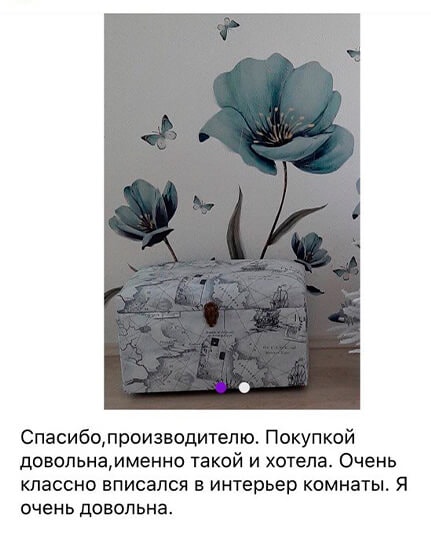 Спасибо,производителю. Покупкой
довольна,именно такой и хотела. Очень
классно вписался в интерьер комнаты. Я
очень довольна.